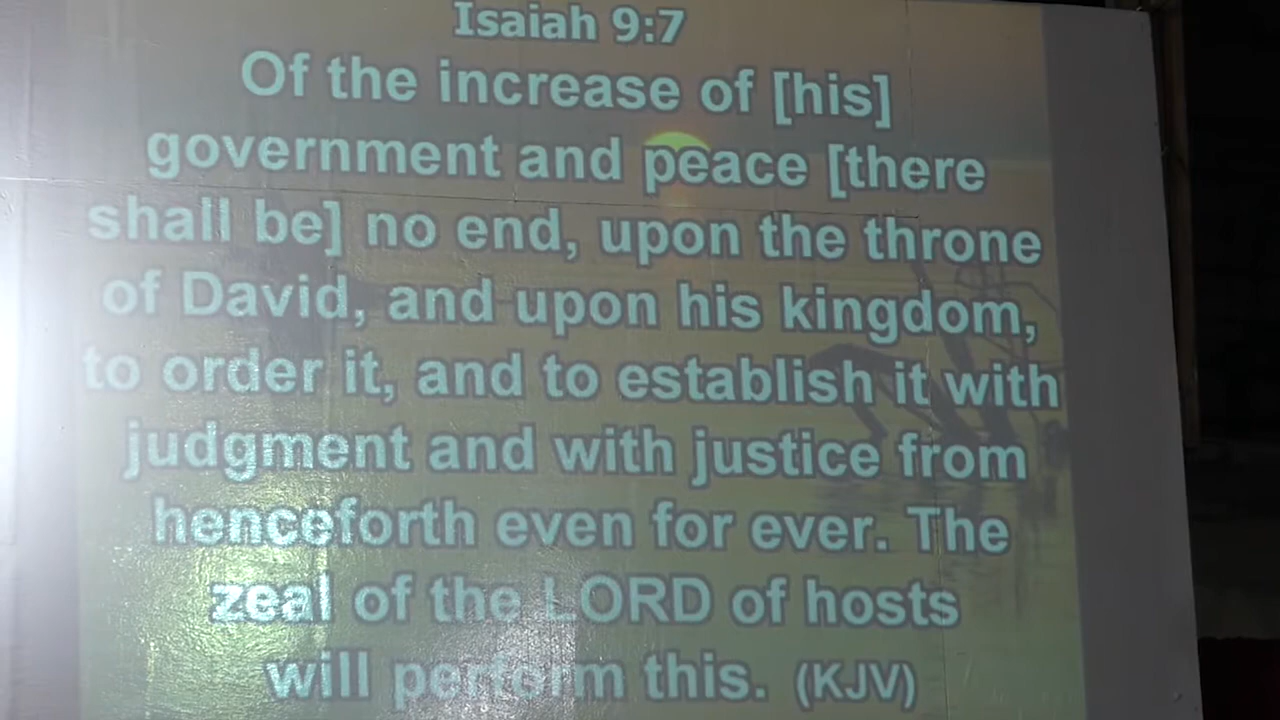 Isaiah 9:7
Of the increase of [his]
government and peace [there
shall be] no end, upon the throne
of David, and upon his kingdom,
to order it, and to establish it with
judgment and with justice from
henceforth even for ever. The
zeal of the LORD of hosts
will perform this. (KJV)